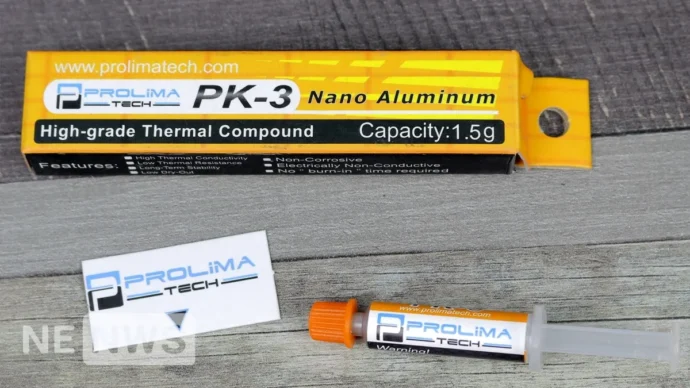 www.prolimatech.com
PROLiMA TECH PK-3 Nano Aluminum
High-grade Thermal Compound Capacity:1.5g
Features:
High Thermal Conductivity
Low Thermal Resistance
Long-Term Stability
Low Dry-Out
Non-Corrosive
Electrically Non-Conductive
No " burn-in " time required
PROLiMA
TECH
NE NWS
www.prolimatech.com
PROLiMA
TECH
Warning!